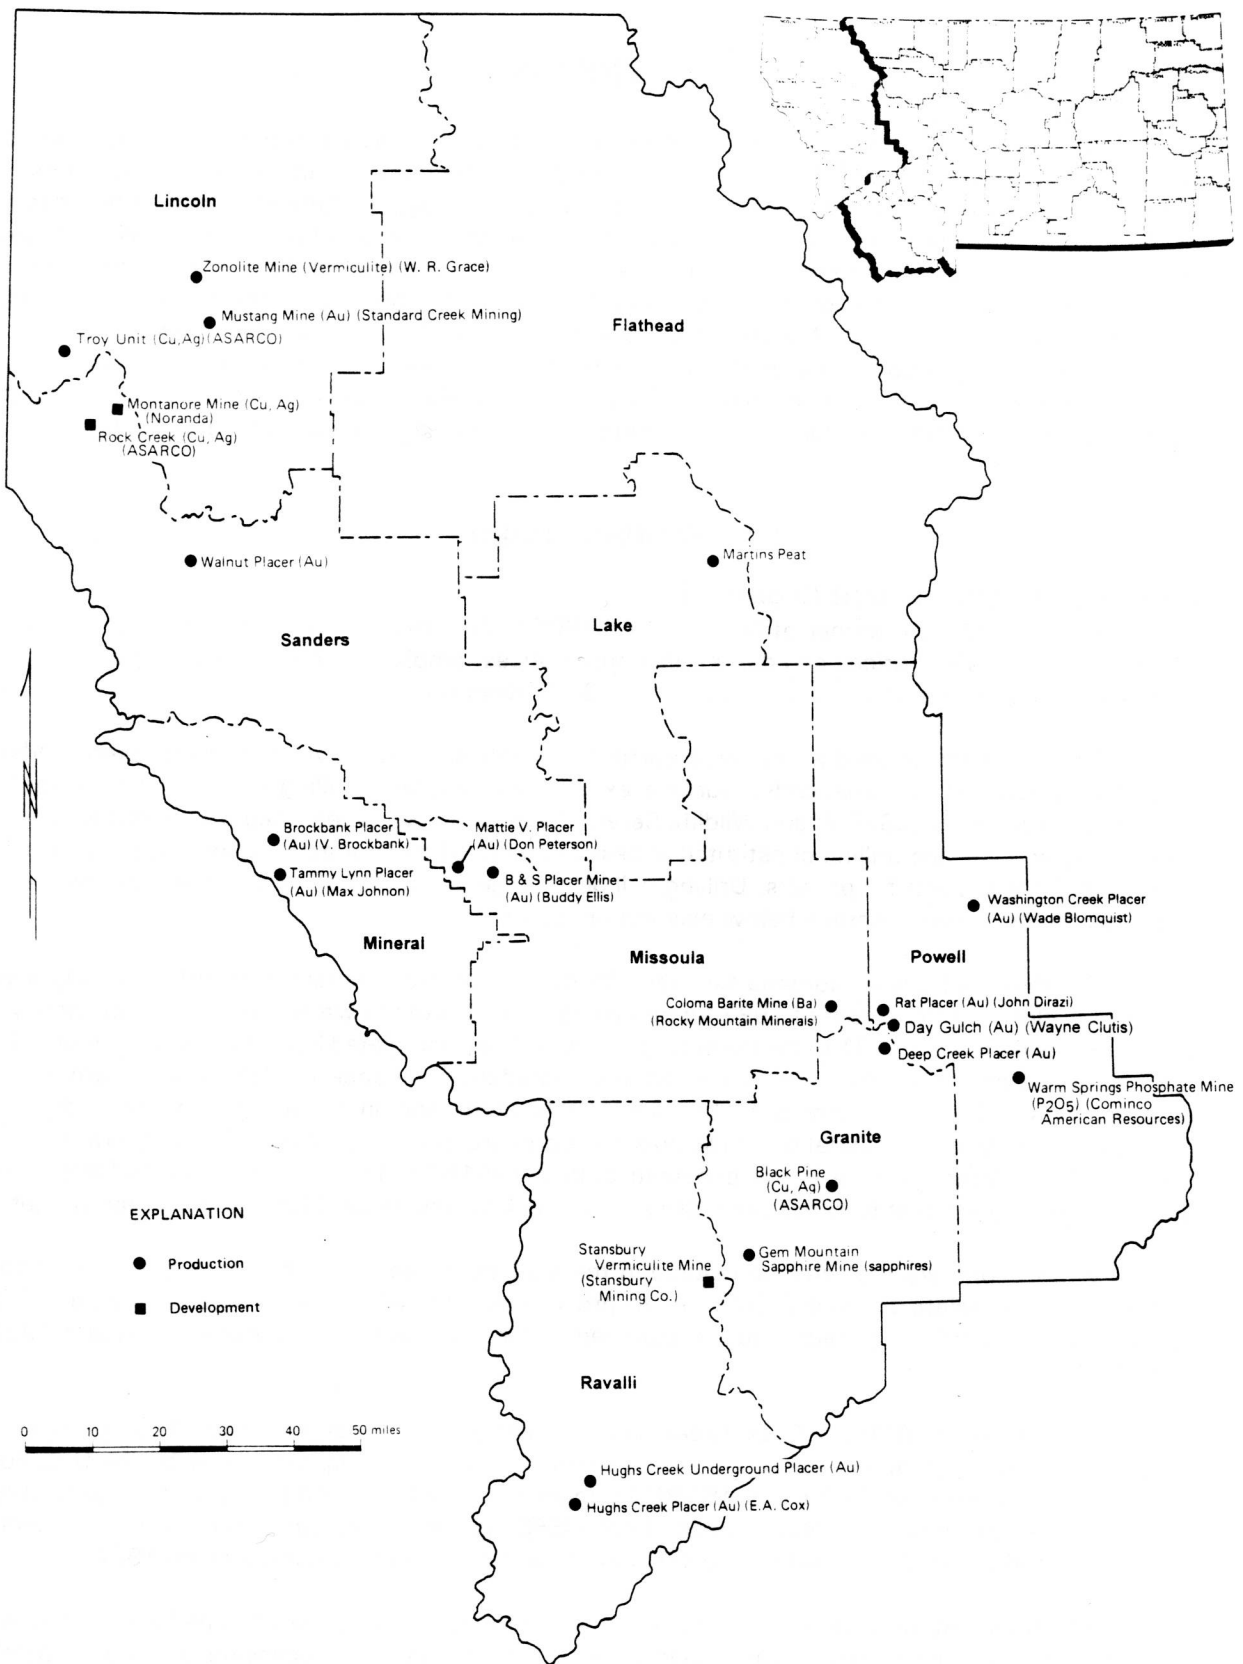 Lincoln
Zonolite Mine (Vermiculite) (W. R. Grace)
Mustang Mine (Au) (Standard Creek Mining)
Flathead
Troy Unit (Cu, Ag) (ASARCO)
Montanore Mine (Cu, Ag)
(Noranda)
Rock Creek (Cu, Ag)
(ASARCO)
Walnut Placer (Au)
Martins Peat
Sanders
Lake
N
Brockbank Placer
(Au) (V. Brockbank)
Mattie V. Placer
(Au) (Don Peterson)
Tammy Lynn Placer
(Au) (Max Johnon)
B & S Placer Mine
(Au) (Buddy Ellis)
Washington Creek Placer
(Au) (Wade Blomquist)
Mineral
Missoula
Powell
Coloma Barite Mine (Ba)
(Rocky Mountain Minerals)
Rat Placer (Au) (John Dirazi)
Day Gulch (Au) (Wayne Clutis)
Deep Creek Placer (Au)
Warm Springs Phosphate Mine
(P2O5) (Cominco
American Resources)
Granite
Black Pine
(Cu, Ag)
(ASARCO)
EXPLANATION
Production
Development
Stansbury
Vermiculite Mine
(Stansbury
Mining Co.)
Gem Mountain
Sapphire Mine (sapphires)
Ravalli
0 10 20 30 40 50 miles
Hughs Creek Underground Placer (Au)
Hughs Creek Placer (Au) (E.A. Cox)